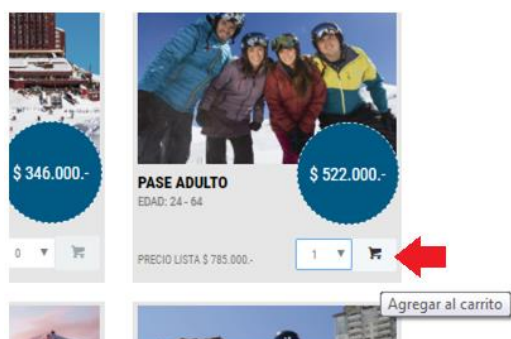 $ 346.000.-
$ 522.000.-
PASE ADULTO
EDAD: 24 - 64
0
PRECIO LISTA $ 785.000.-
1
Agregar al carrito